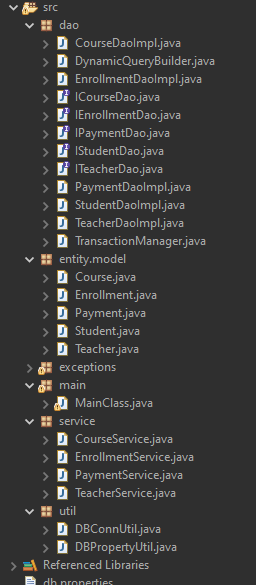 src
dao
CourseDaoImpl.java
DynamicQueryBuilder.java
EnrollmentDaoImpl.java
ICourseDao.java
IEnrollmentDao.java
IPaymentDao.java
IStudentDao.java
ITeacherDao.java
PaymentDaoImpl.java
StudentDaoImpl.java
TeacherDaoImpl.java
TransactionManager.java
entity.model
Course.java
Enrollment.java
Payment.java
Student.java
Teacher.java
exceptions
main
MainClass.java
service
CourseService.java
EnrollmentService.java
PaymentService.java
TeacherService.java
util
DBConnUtil.java
DBPropertyUtil.java
Referenced Libraries
db.properties